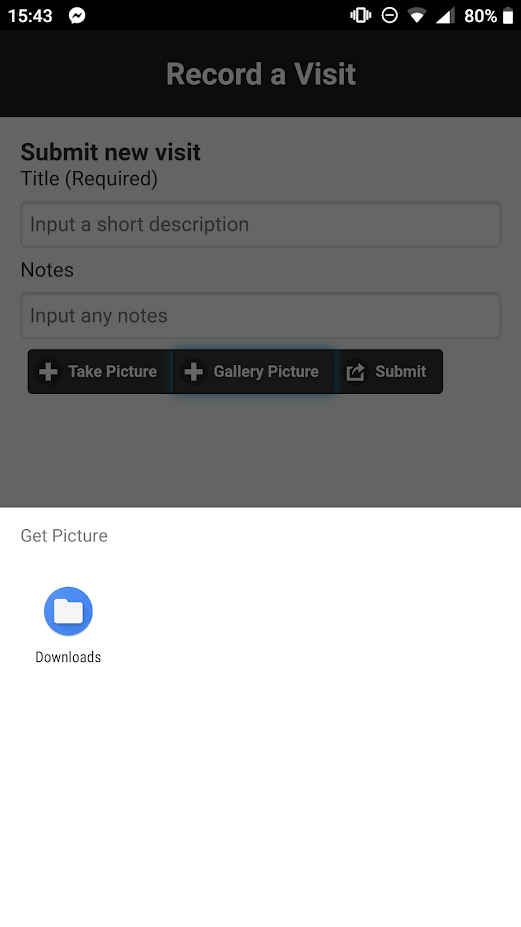 15:43 80%
Record a Visit
Submit new visit
Title (Required)
Input a short description
Notes
Input any notes
Take Picture Gallery Picture Submit
Get Picture
Downloads